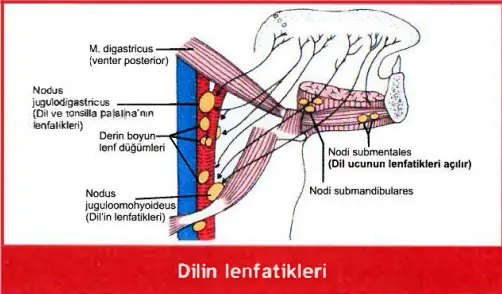 M. digastricus
(venter posterior)
Nodus
jugulodigastricus
(Dil ve tonsilla palatina'nın
lenfatikleri)
Derin boyun
lenf düğümleri
Nodus
juguloomohyoideus
(Dil'in lenfatikleri)
Nodi submentales
(Dil ucunun lenfatikleri açılır)
Nodi submandibulares
Dilin lenfatikleri